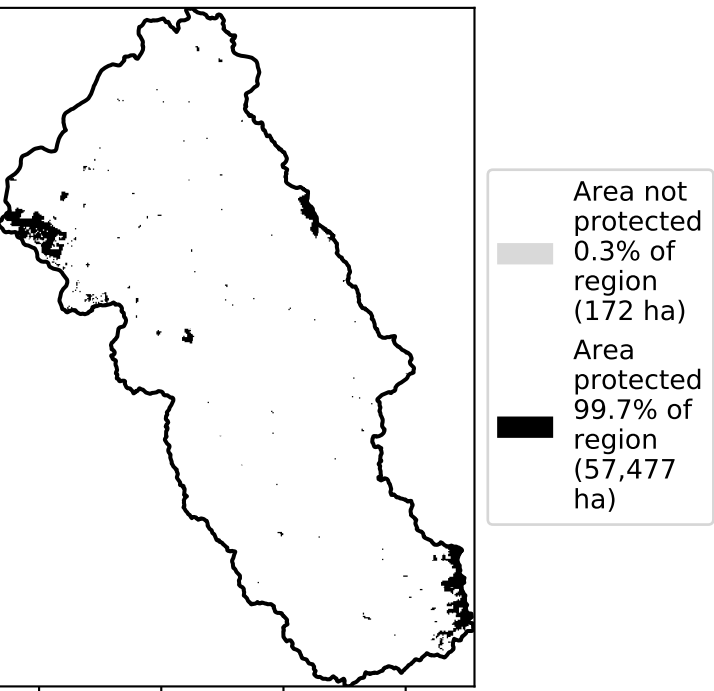 Area not
protected
0.3% of
region
(172 ha)
Area
protected
99.7% of
region
(57,477
ha)